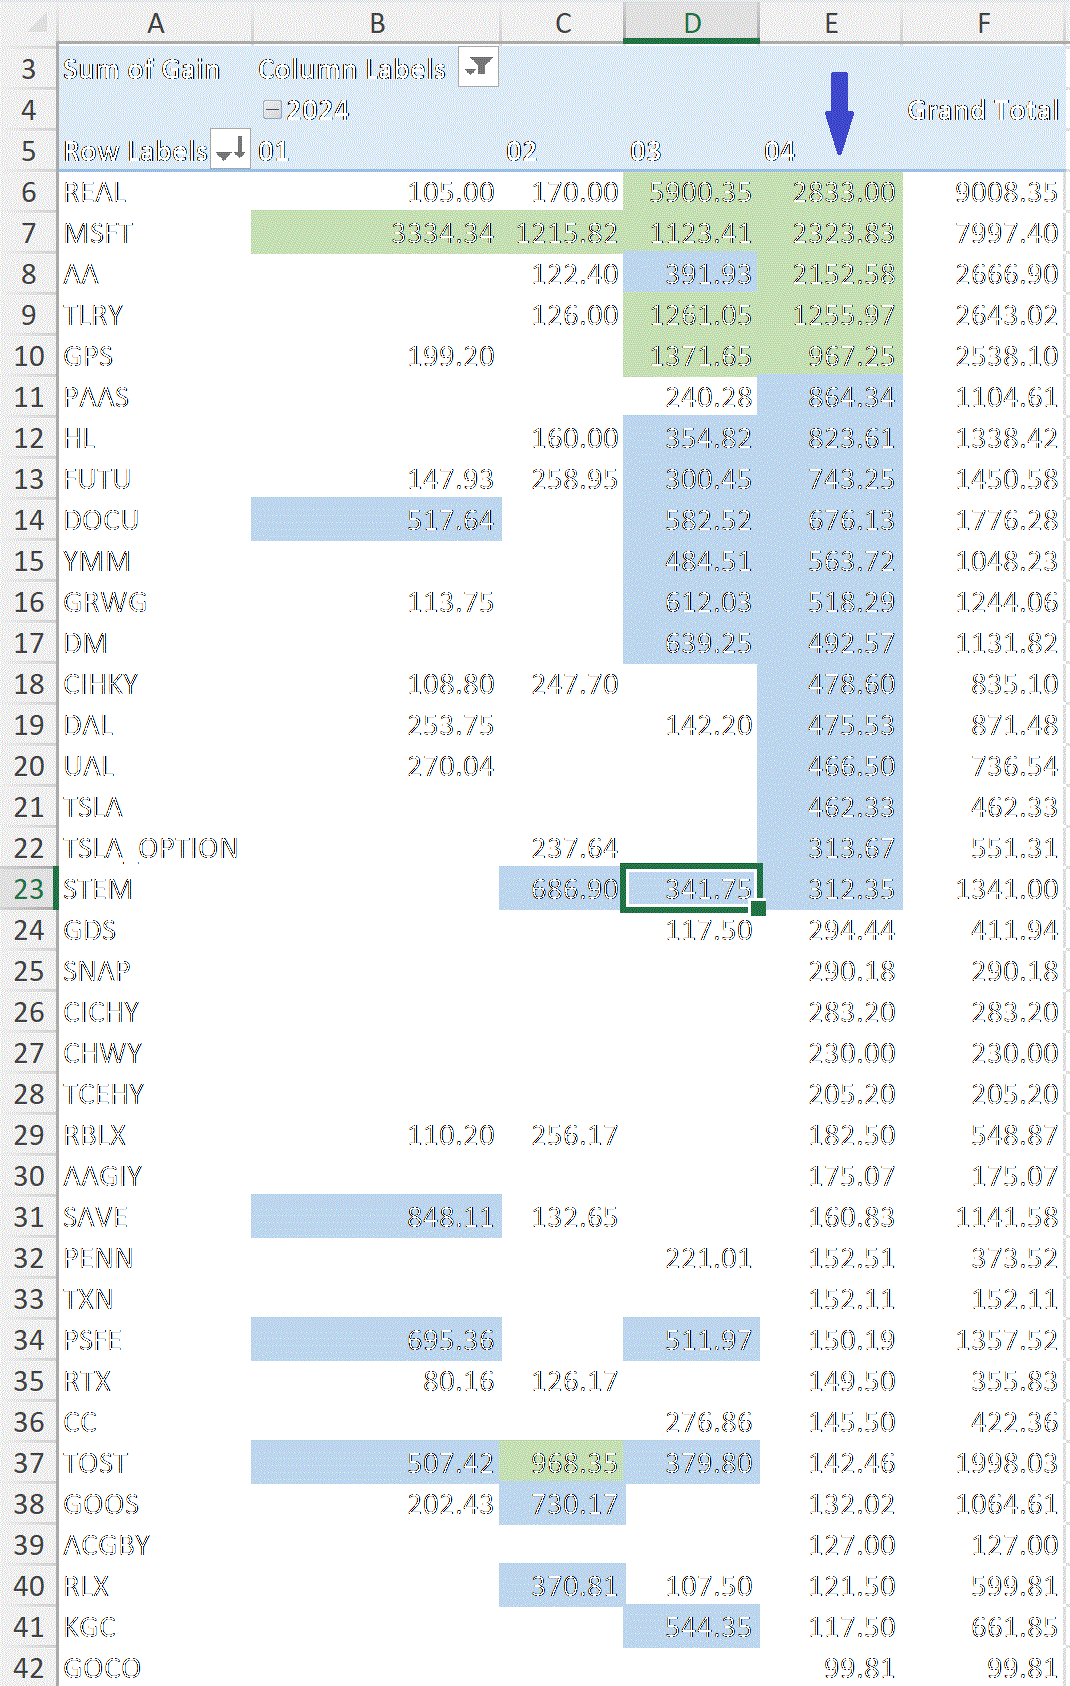 A B C D E F
3 Sum of Gain Column Labels
4 2024 Grand Total
5 Row Labels 01 02 03 04
6 REAL 105.00 170.00 5900.35 2833.00 9008.35
7 MSFT 3334.34 1215.82 1123.41 2323.83 7997.40
8 AA 122.40 391.93 2152.58 2666.90
9 TLRY 126.00 1261.05 1255.97 2643.02
10 GPS 199.20 1371.65 967.25 2538.10
11 PAAS 240.28 864.34 1104.61
12 HL 160.00 354.82 823.61 1338.42
13 FUTU 147.93 258.95 300.45 743.25 1450.58
14 DOCU 517.64 582.52 676.13 1776.28
15 YMM 484.51 563.72 1048.23
16 GRWG 113.75 612.03 518.29 1244.06
17 DM 639.25 492.57 1131.82
18 CIHKY 108.80 247.70 478.60 835.10
19 DAL 253.75 142.20 475.53 871.48
20 UAL 270.04 466.50 736.54
21 TSLA 462.33 462.33
22 TSLA_OPTION 237.64 313.67 551.31
23 STEM 686.90 341.75 312.35 1341.00
24 GDS 117.50 294.44 411.94
25 SNAP 290.18 290.18
26 CICHY 283.20 283.20
27 CHWY 230.00 230.00
28 TCEHY 205.20 205.20
29 RBLX 110.20 256.17 182.50 548.87
30 AAGIY 175.07 175.07
31 SAVE 848.11 132.65 160.83 1141.58
32 PENN 221.01 152.51 373.52
33 TXN 152.11 152.11
34 PSFE 695.36 511.97 150.19 1357.52
35 RTX 80.16 126.17 149.50 355.83
36 CC 276.86 145.50 422.36
37 TOST 507.42 968.35 379.80 142.46 1998.03
38 GOOS 202.43 730.17 132.02 1064.61
39 ACGBY 127.00 127.00
40 RLX 370.81 107.50 121.50 599.81
41 KGC 544.35 117.50 661.85
42 GOCO 99.81 99.81